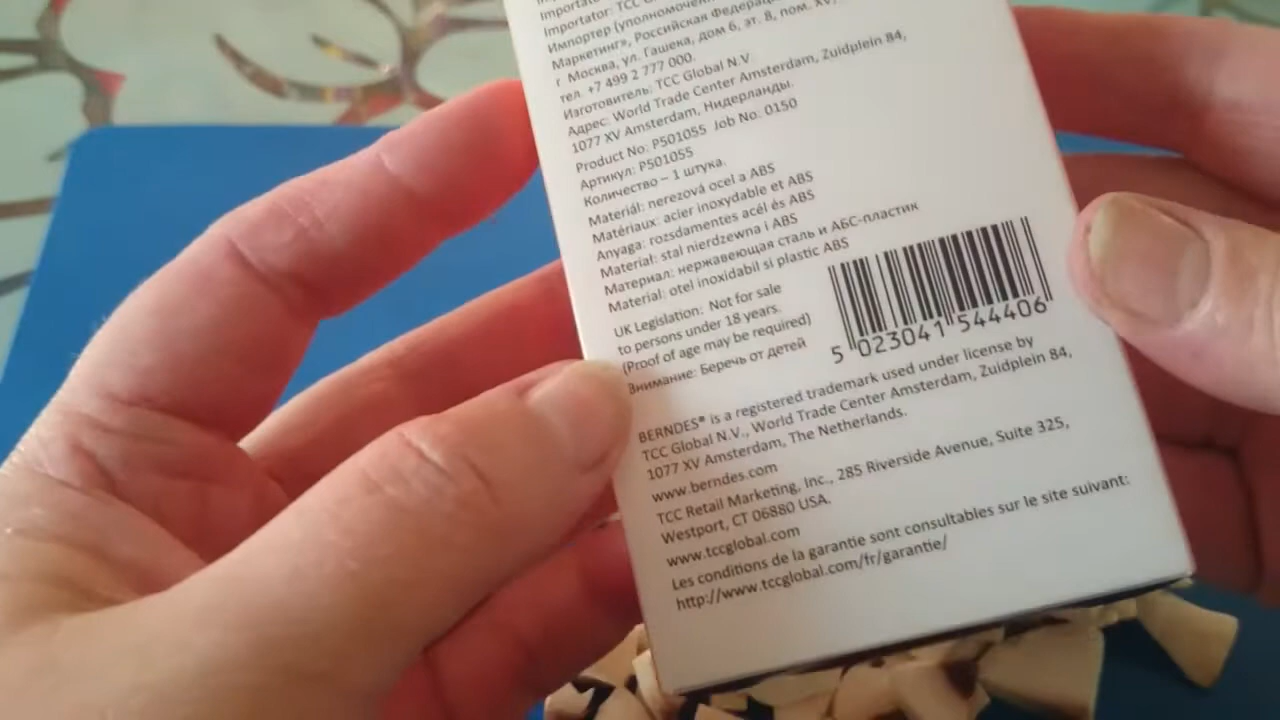 Importator: TCC
Импортер (уполномочен
Маркетинг», Российская Федерац
г. Москва, ул. Гашека, дом 6, эт. 8, пом. XV,
тел. +7 499 2 777 000.
Изготовитель: TCC Global N.V
Адрес: World Trade Center Amsterdam, Zuidplein 84,
1077 XV Amsterdam, Нидерланды.
Product No: P501055 Job No: 0150
Артикул: P501055
Количество – 1 штука.
Materiál: nerezová ocel a ABS
Matériaux: acier inoxydable et ABS
Anyaga: rozsdamentes acél és ABS
Materiał: stal nierdzewna i ABS
Материал: нержавеющая сталь и АБС-пластик
Material: otel inoxidabil si plastic ABS
UK Legislation: Not for sale
to persons under 18 years.
(Proof of age may be required)
Внимание: Беречь от детей
5 023041 544406
BERNDES® is a registered trademark used under license by
TCC Global N.V., World Trade Center Amsterdam, Zuidplein 84,
1077 XV Amsterdam, The Netherlands.
www.berndes.com
TCC Retail Marketing, Inc., 285 Riverside Avenue, Suite 325,
Westport, CT 06880 USA.
www.tccglobal.com
Les conditions de la garantie sont consultables sur le site suivant:
http://www.tccglobal.com/fr/garantie/